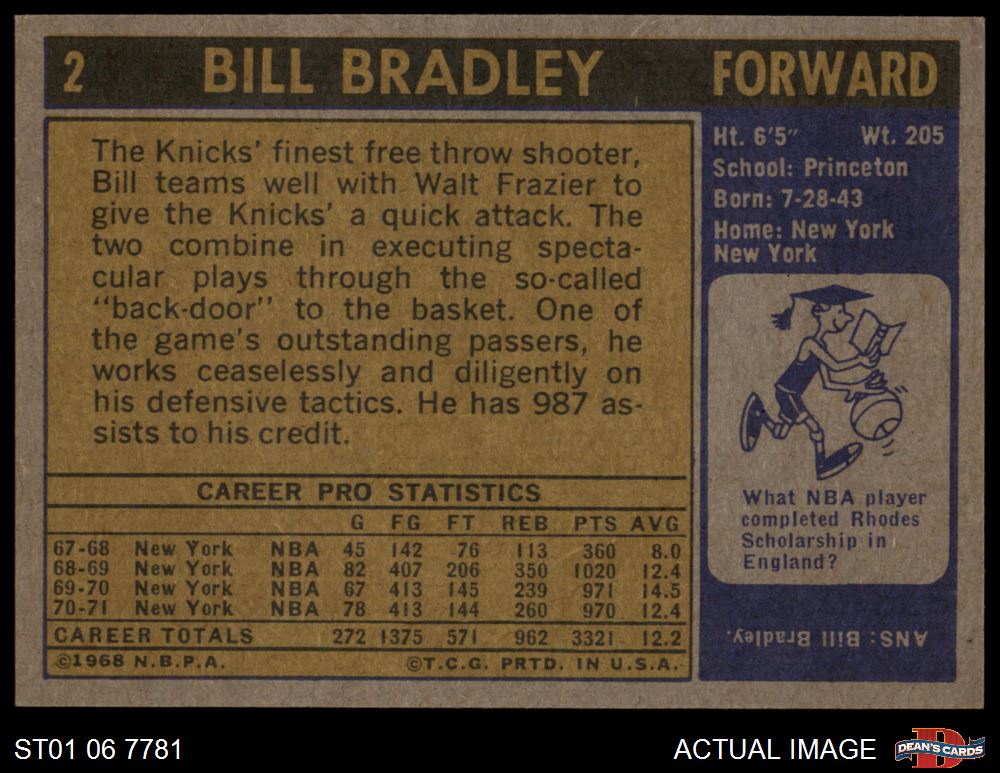 2 BILL BRADLEY FORWARD
The Knicks' finest free throw shooter,
Bill teams well with Walt Frazier to
give the Knicks' a quick attack. The
two combine in executing specta-
cular plays through the so-called
"back-door" to the basket. One of
the game's outstanding passers, he
works ceaselessly and diligently on
his defensive tactics. He has 987 as-
sists to his credit.
CAREER PRO STATISTICS
G FG FT REB PTS AVG
67-68 New York NBA 45 142 76 113 360 8.0
68-69 New York NBA 82 407 206 350 1020 12.4
69-70 New York NBA 67 413 145 239 971 14.5
70-71 New York NBA 78 413 144 260 970 12.4
CAREER TOTALS 272 1375 571 962 3321 12.2
©1968 N.B.P.A. ©T.C.G. PRTD. IN U.S.A.
Ht. 6'5" Wt. 205
School: Princeton
Born: 7-28-43
Home: New York
New York
What NBA player
completed Rhodes
Scholarship in
England?
ANS: Bill Bradley.
ST01 06 7781 ACTUAL IMAGE
D
DEAN'S CARDS